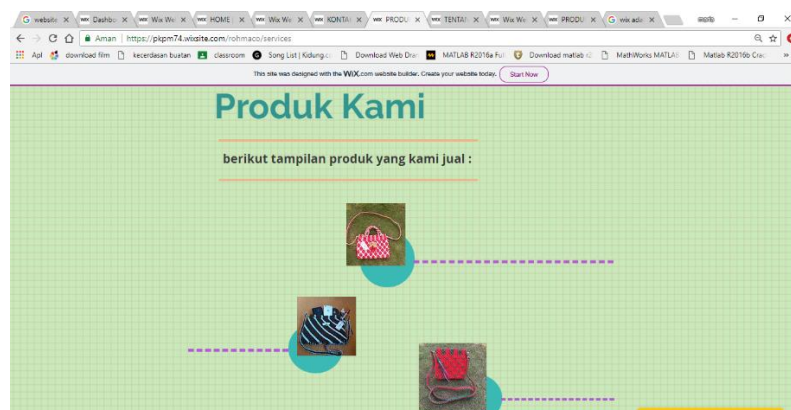 website
Dashb
Wix We
HOME |
Wix We
KONTA
PRODU
TENTA
Wix We
PRODU
wix adi
Aman | https://pkpm74.wixsite.com/rohmaco/services
Apl
download film
kecerdasan buatan
classroom
Song List | Kidung.c
Download Web Dra
MATLAB R2016a Ful
Download matlab r2
MathWorks MATLAB
Matlab R2016b Crac
This site was designed with the WiX.com website builder. Create your website today.
Start Now
Produk Kami
berikut tampilan produk yang kami jual :